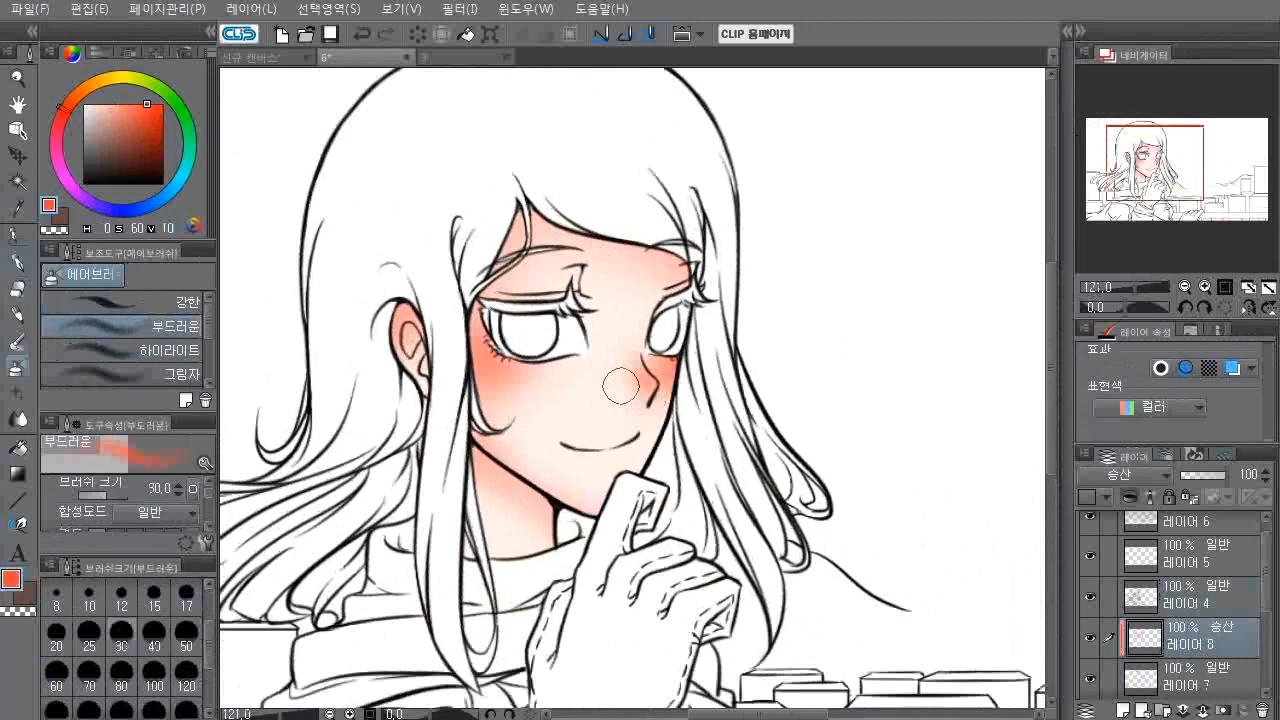 파일(F) 편집(E) 페이지관리(P) 레이어(L) 선택영역(S) 보기(V) 필터(I) 윈도우(W) 도움말(H)
CLIP CLIP 홈페이지
신규 캔버스* 6* 3
네비게이터
H 0 S 60 V 10
보조도구[에어브러쉬]
에어브러
강한
부드러운
하이라이트
그림자
도구속성[부드러운]
부드러운
브러쉬 크기 30,0
합성모드 일반
브러쉬크기[부드러운]
8 10 12 15 17
20 25 30 40 50
60 70 80 100 120
121,0 0,0
121,0
0,0
레이어 속성
효과
표현색
컬러
레이어
승산 100
레이어 6
100 % 일반
레이어 5
100 % 일반
레이어 4
100 % 승산
레이어 8
100 % 일반
레이어 7